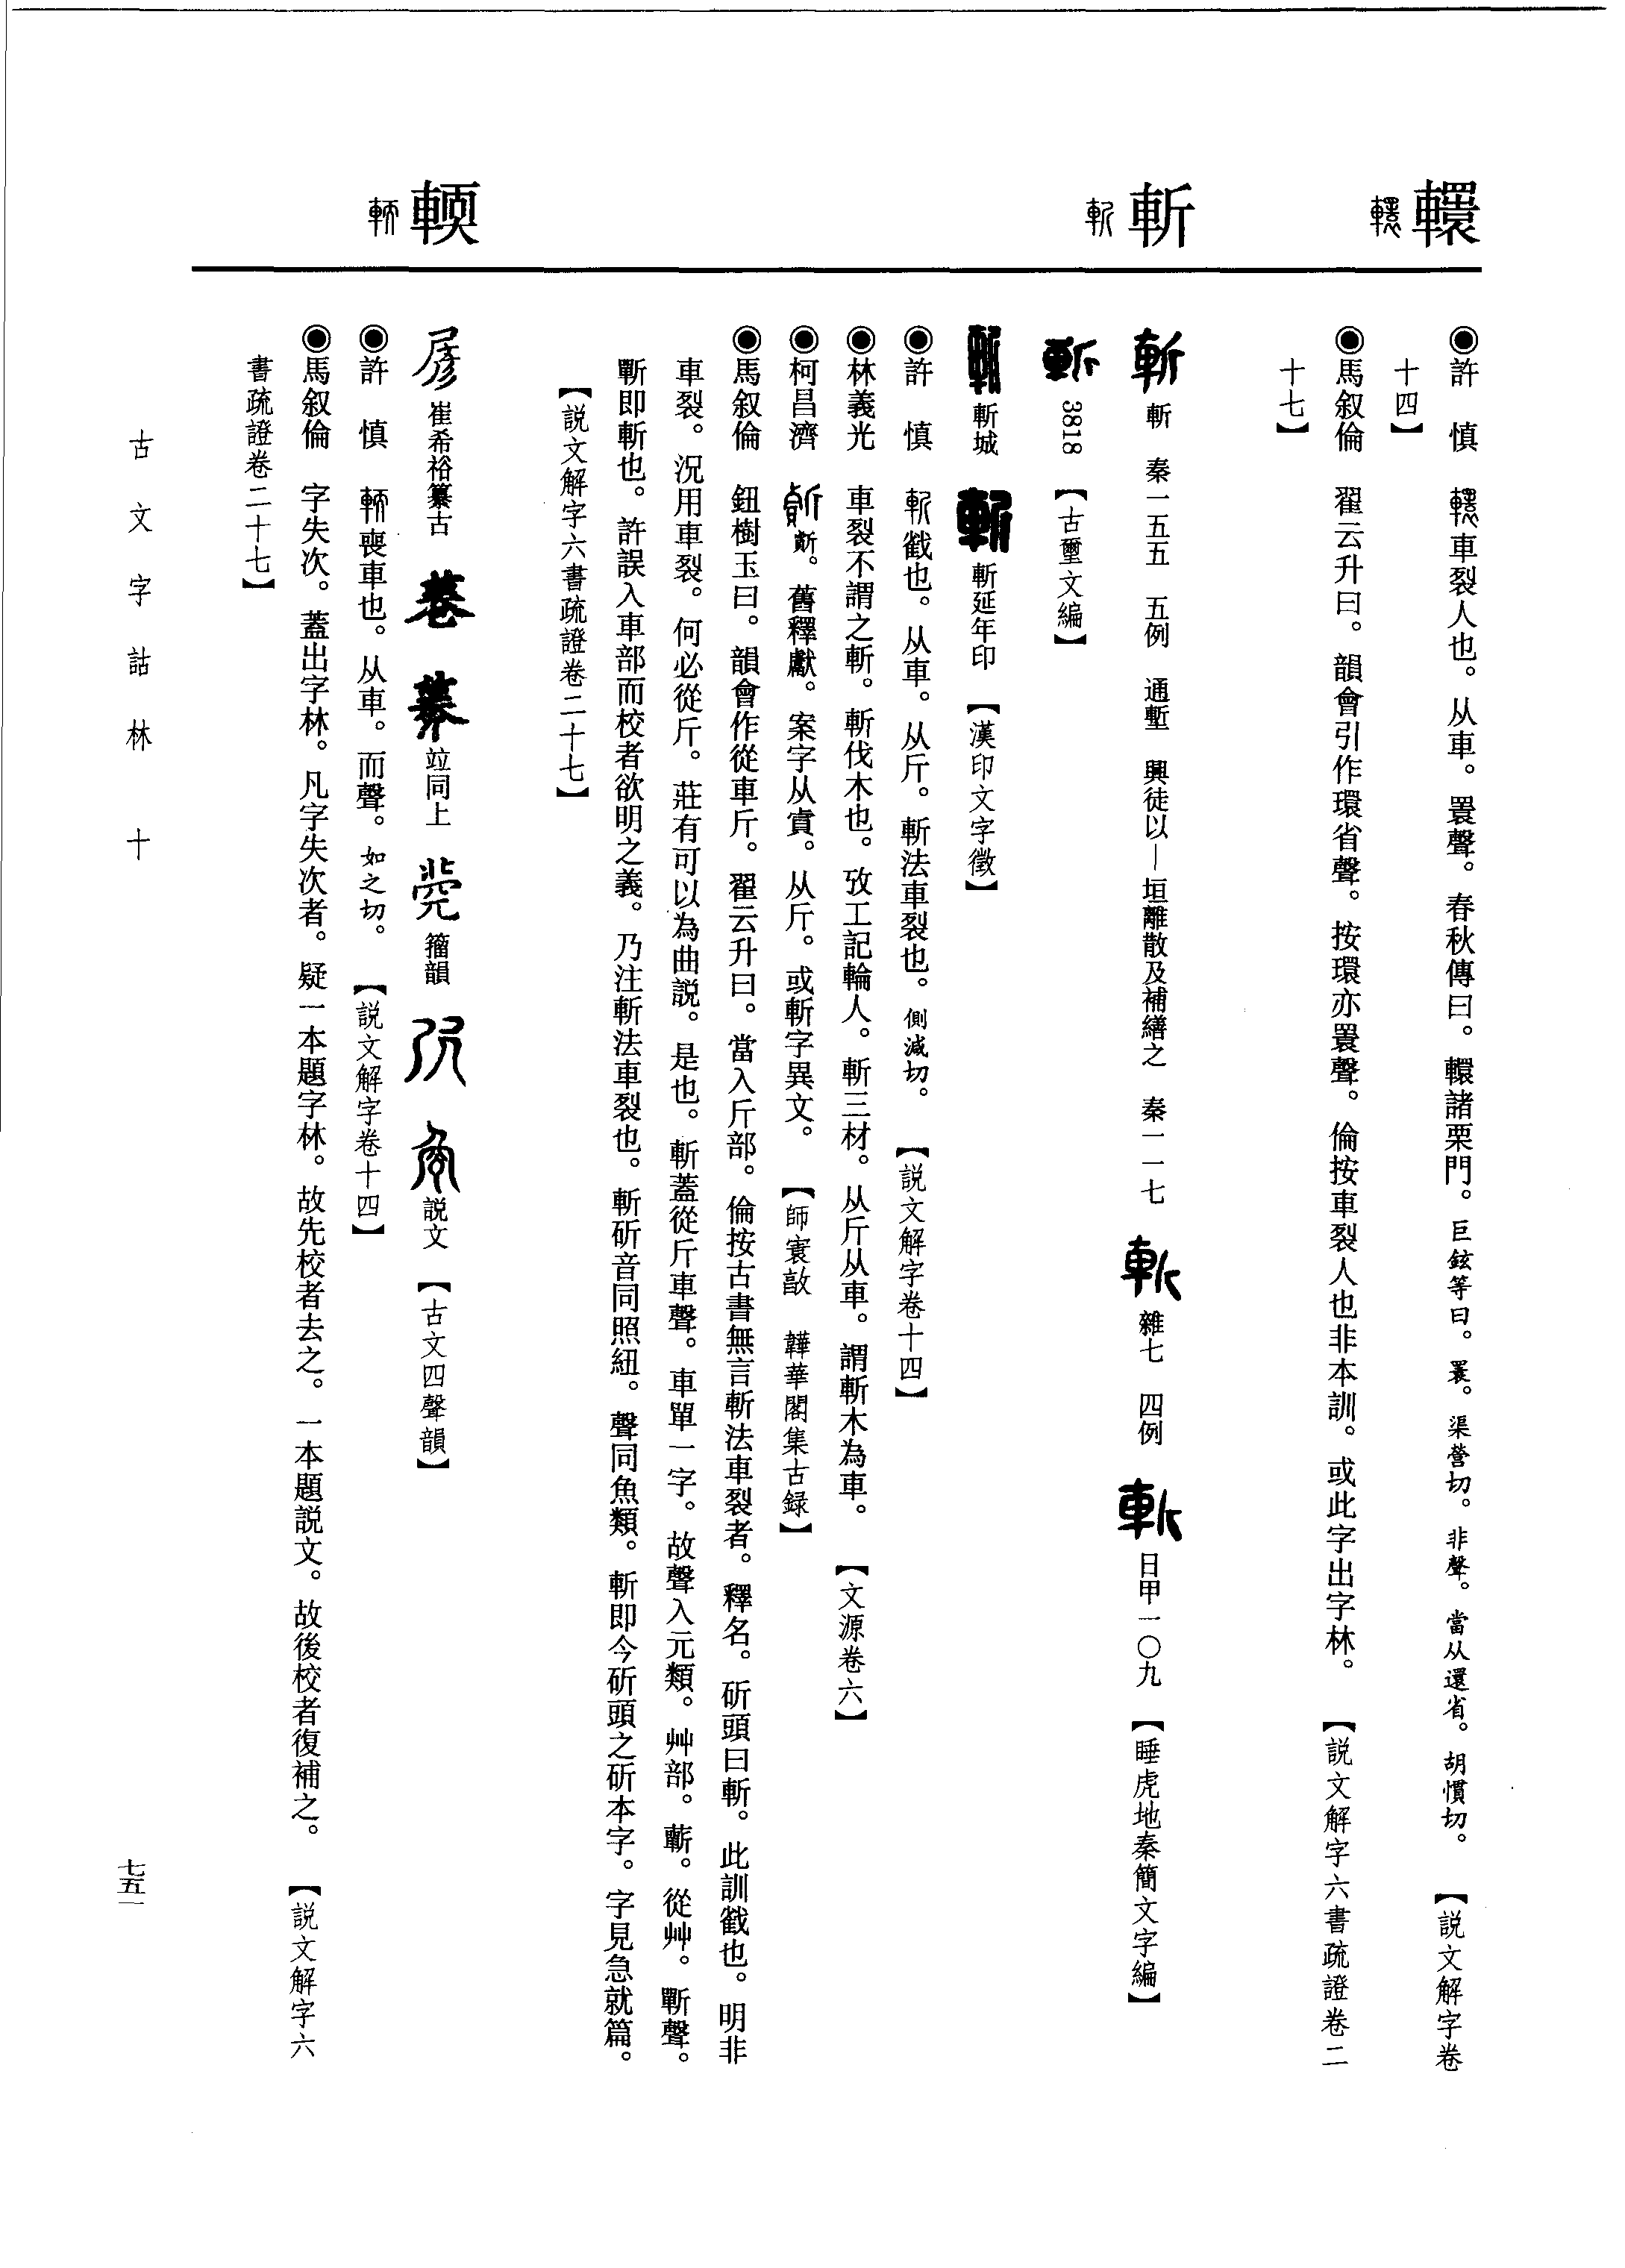 轘
斬
輭
◉許　慎　車裂人也。从車。睘聲。春秋傳曰。轘諸栗門。巨鉉等曰。睘。渠營切。非聲。當从還省。胡慣切。【説文解字卷
十四】
◉馬叙倫　翟云升曰。韻會引作環省聲。按環亦睘聲。倫按車裂人也非本訓。或此字出字林。【説文解字六書疏證卷二
十七】
斬　秦一五五　五例　通塹　興徒以—垣離散及補繕之　秦一一七　雜七　四例　日甲一〇九　【睡虎地秦簡文字編】
3818　【古璽文編】
斬城　斬延年印　【漢印文字徵】
◉許　慎　截也。从車。从斤。斬法車裂也。側減切。【説文解字卷十四】
◉林義光　車裂不謂之斬。斬伐木也。攷工記輪人。斬三材。从斤从車。謂斬木為車。【文源卷六】
◉柯昌濟　舊釋獻。案字从　。从斤。或斬字異文。【師寰敲　韡華閣集古録】
◉馬叙倫　鈕樹玉曰。韻會作從車斤。翟云升曰。當入斤部。倫按古書無言斬法車裂者。釋名。斫頭曰斬。此訓截也。明非
車裂。況用車裂。何必從斤。莊有可以為曲説。是也。斬蓋從斤車聲。車單一字。故聲入元類。艸部。蘄。從艸。斷聲。
斷即斬也。許誤入車部而校者欲明之義。乃注斬法車裂也。斬斫音同照紐。聲同魚類。斬即今斫頭之斫本字。字見急就篇。
【説文解字六書疏證卷二十七】
崔希裕纂古　竝同上　籀韻　説文　【古文四聲韻】
◉許　慎　喪車也。从車。而聲。如之切。【説文解字卷十四】
◉馬叙倫　字失次。蓋出字林。凡字失次者。疑一本題字林。故先校者去之。一本題説文。故後校者復補之。【説文解字六
書疏證卷二十七】
古文字詁林　十
七五一